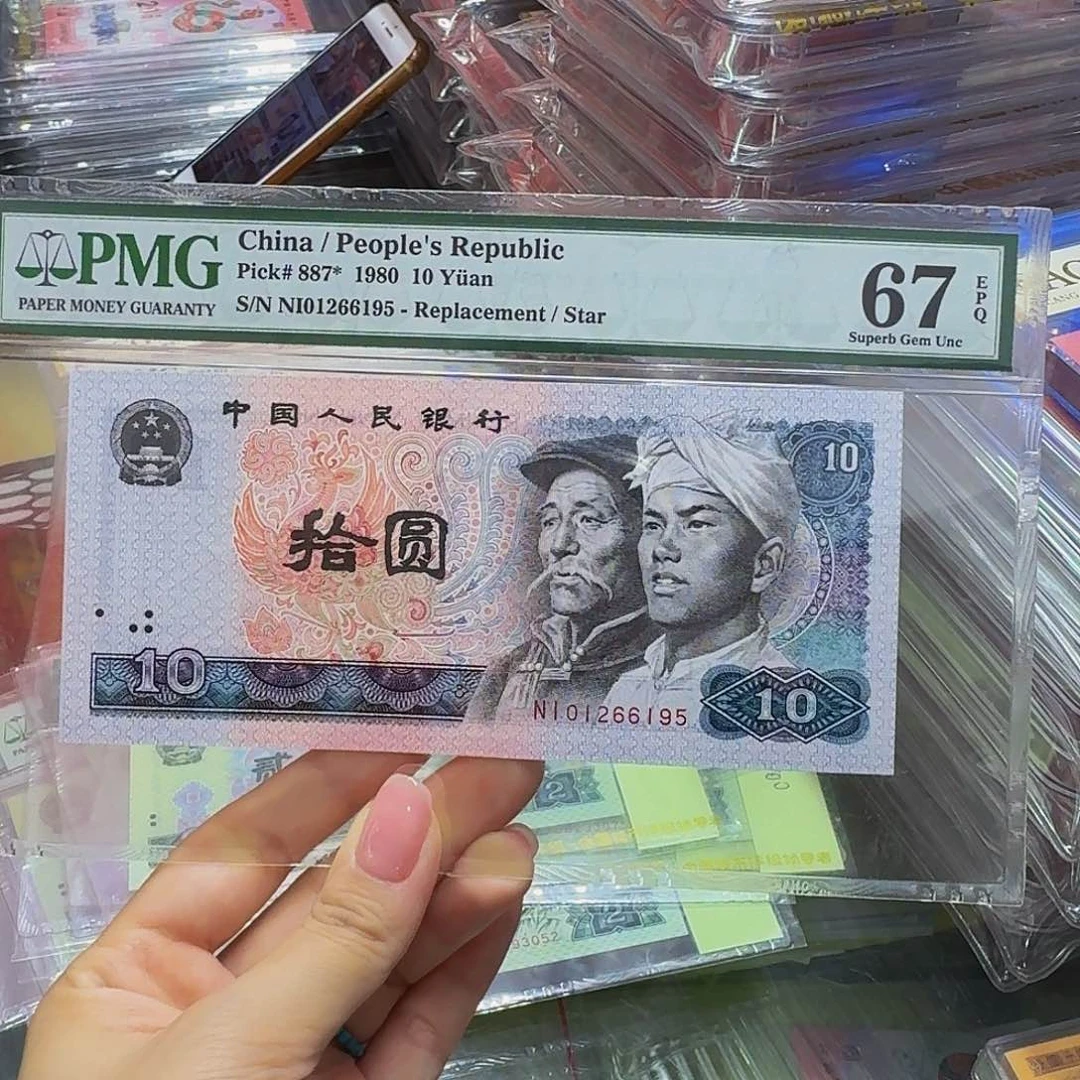 PMG
PAPER MONEY GUARANTY
China / People's Republic
Pick# 887* 1980 10 Yüan
S/N NI01266195 - Replacement / Star
67
EPQ
Superb Gem Unc
中国人民银行
10
拾圆
10
NI01266195
10
93052